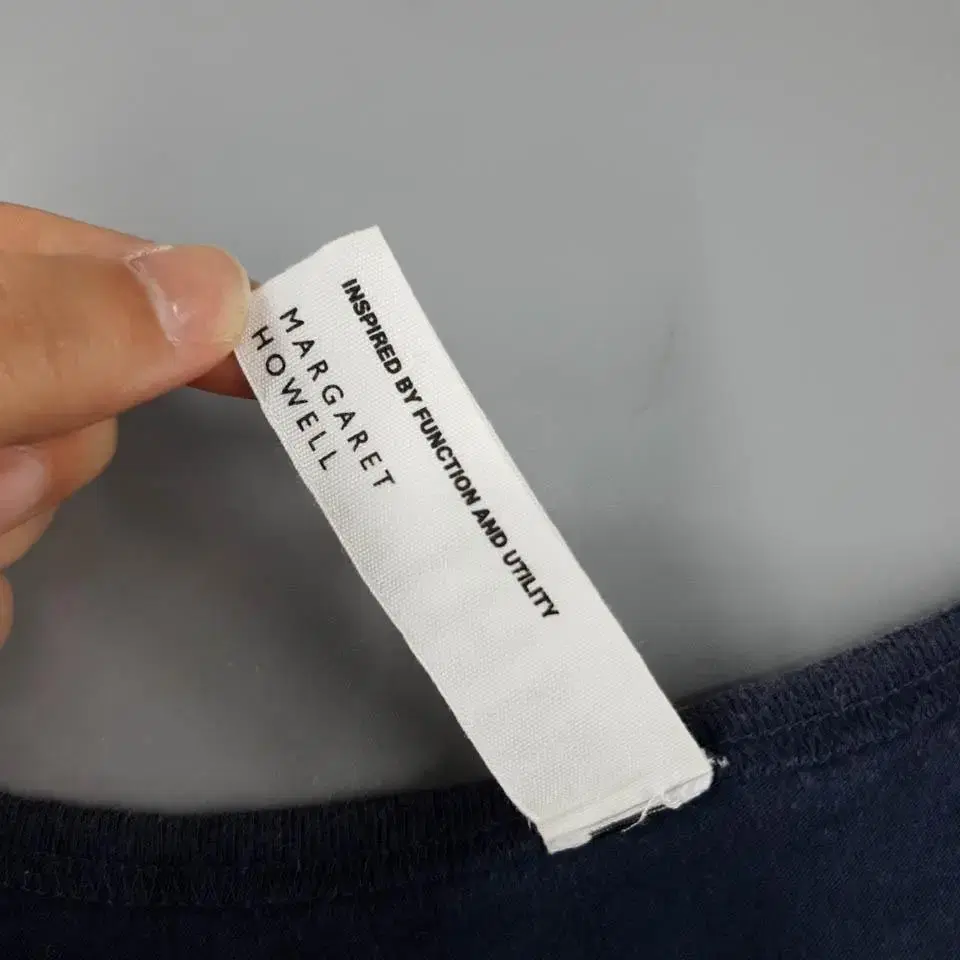 INSPIRED BY FUNCTION AND UTILITY
MARGARET
HOWELL